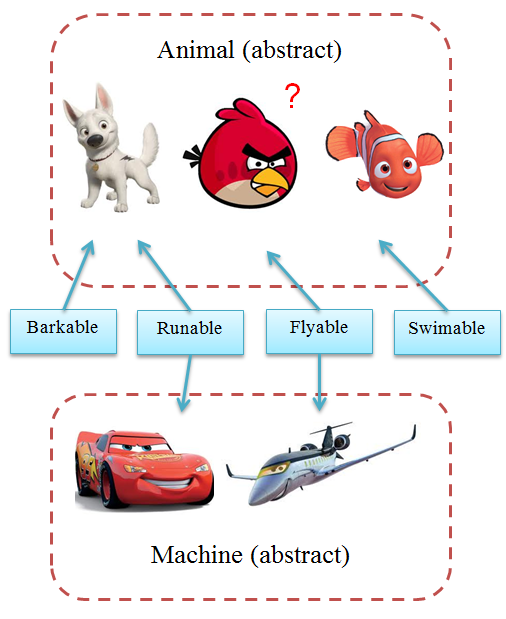 Animal (abstract)
?
Barkable
Runable
Flyable
Swimable
Machine (abstract)